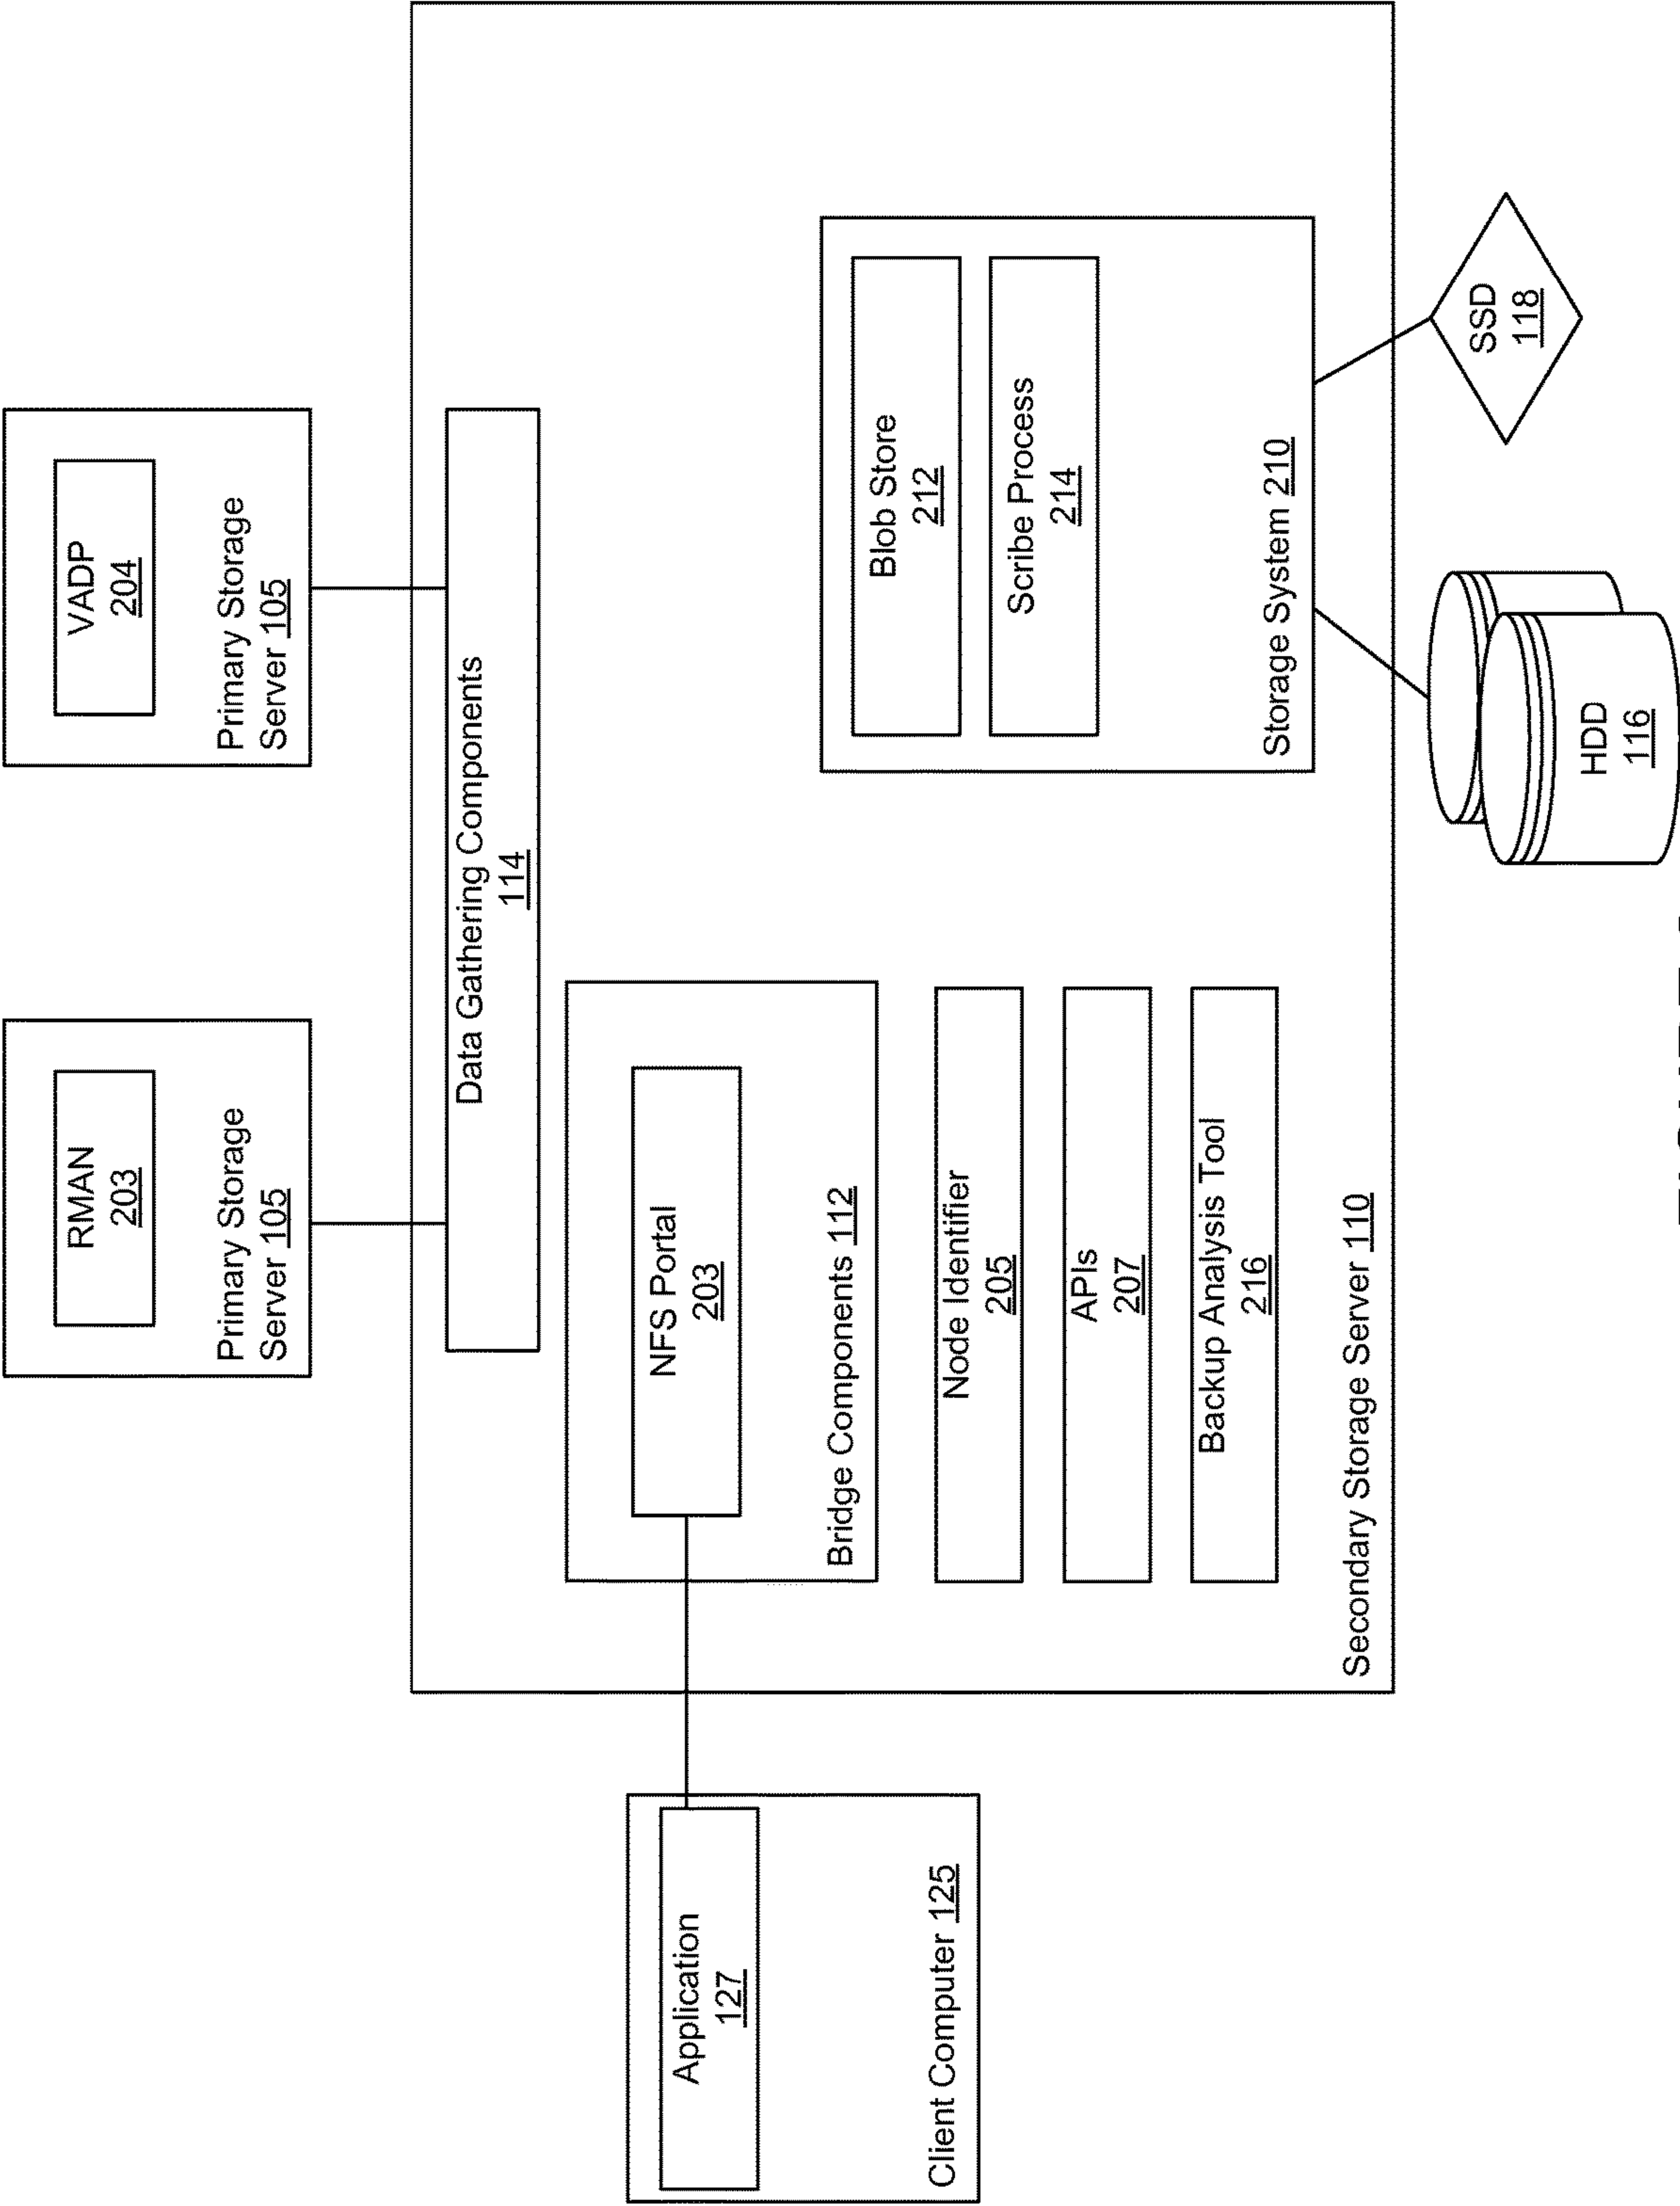 RMAN
203
Primary Storage
Server 105
VADP
204
Primary Storage
Server 105
Data Gathering Components
114
Application
127
Client Computer 125
NFS Portal
203
Bridge Components 112
Node Identifier
205
APIs
207
Backup Analysis Tool
216
Secondary Storage Server 110
Blob Store
212
Scribe Process
214
Storage System 210
HDD
116
SSD
118